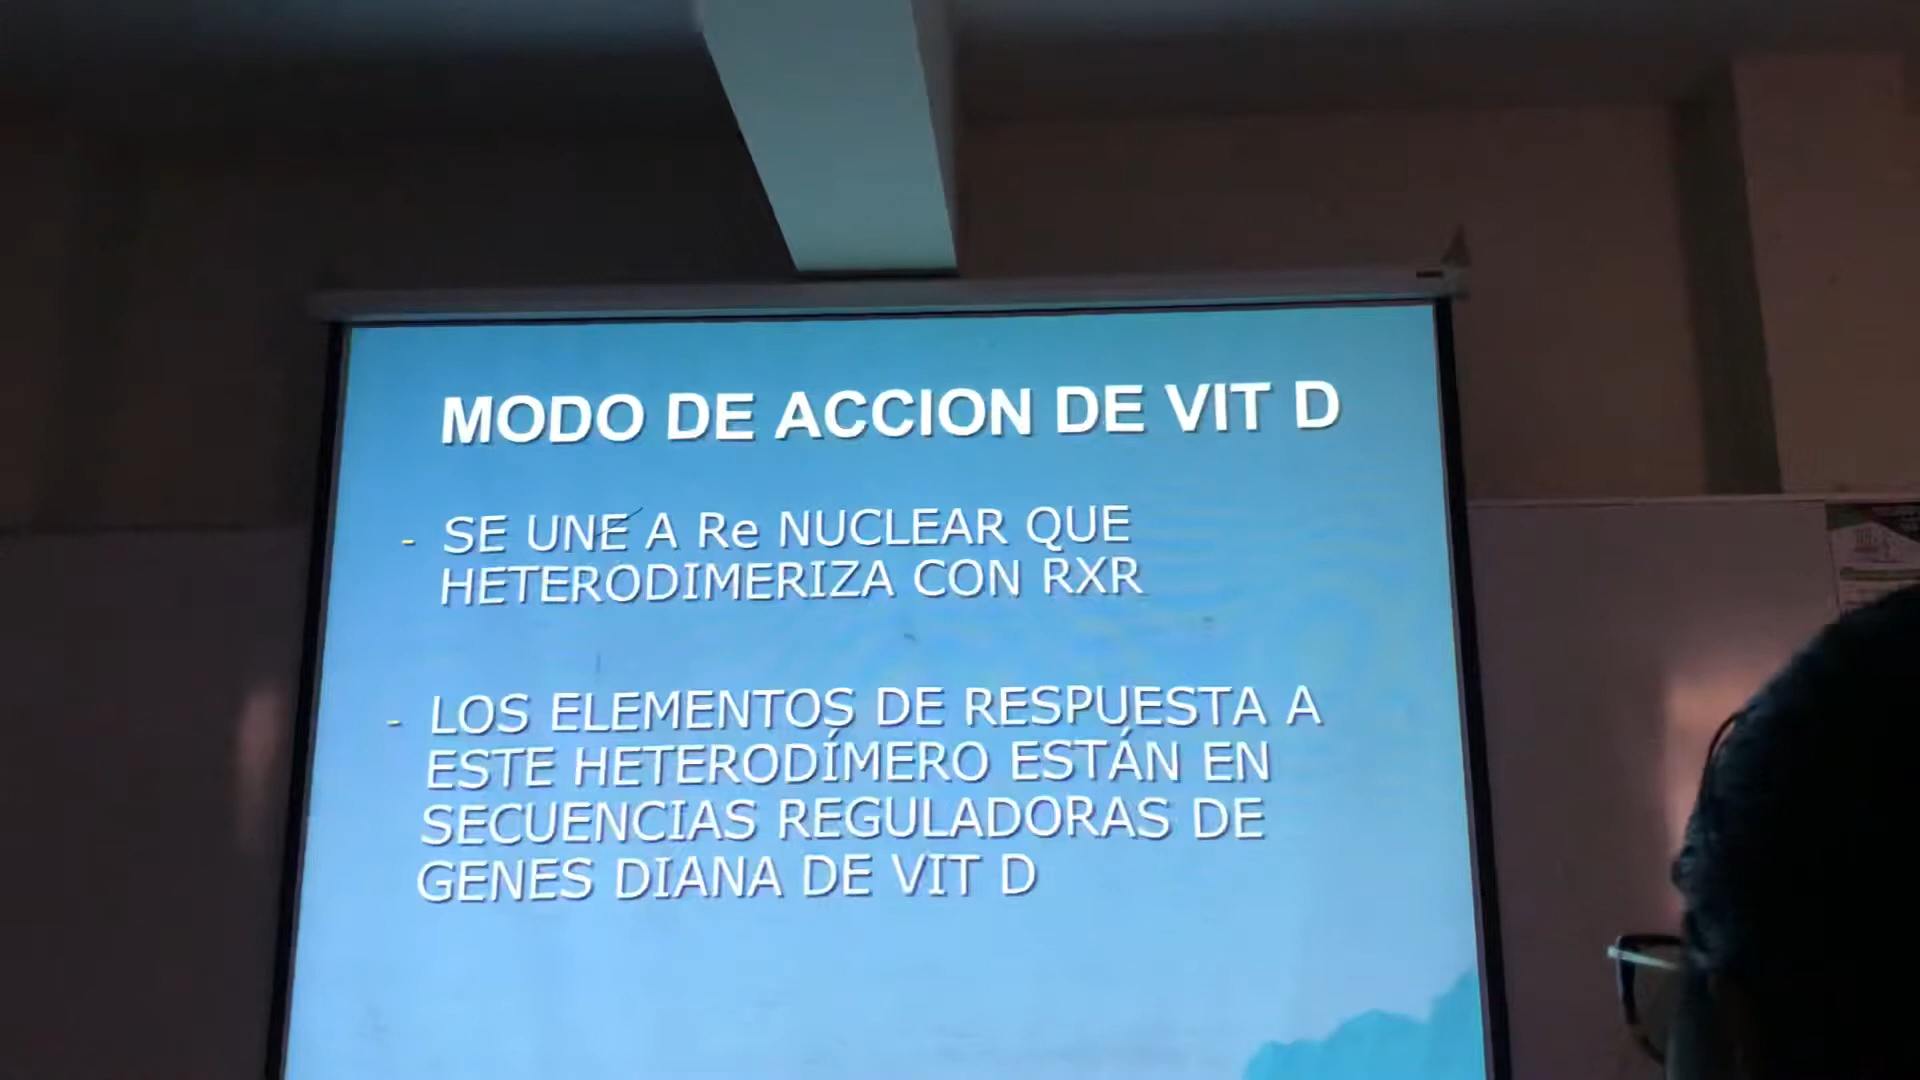 MODO DE ACCION DE VIT D
- SE UNE A Re NUCLEAR QUE
HETERODIMERIZA CON RXR
- LOS ELEMENTOS DE RESPUESTA A
ESTE HETERODÍMERO ESTÁN EN
SECUENCIAS REGULADORAS DE
GENES DIANA DE VIT D